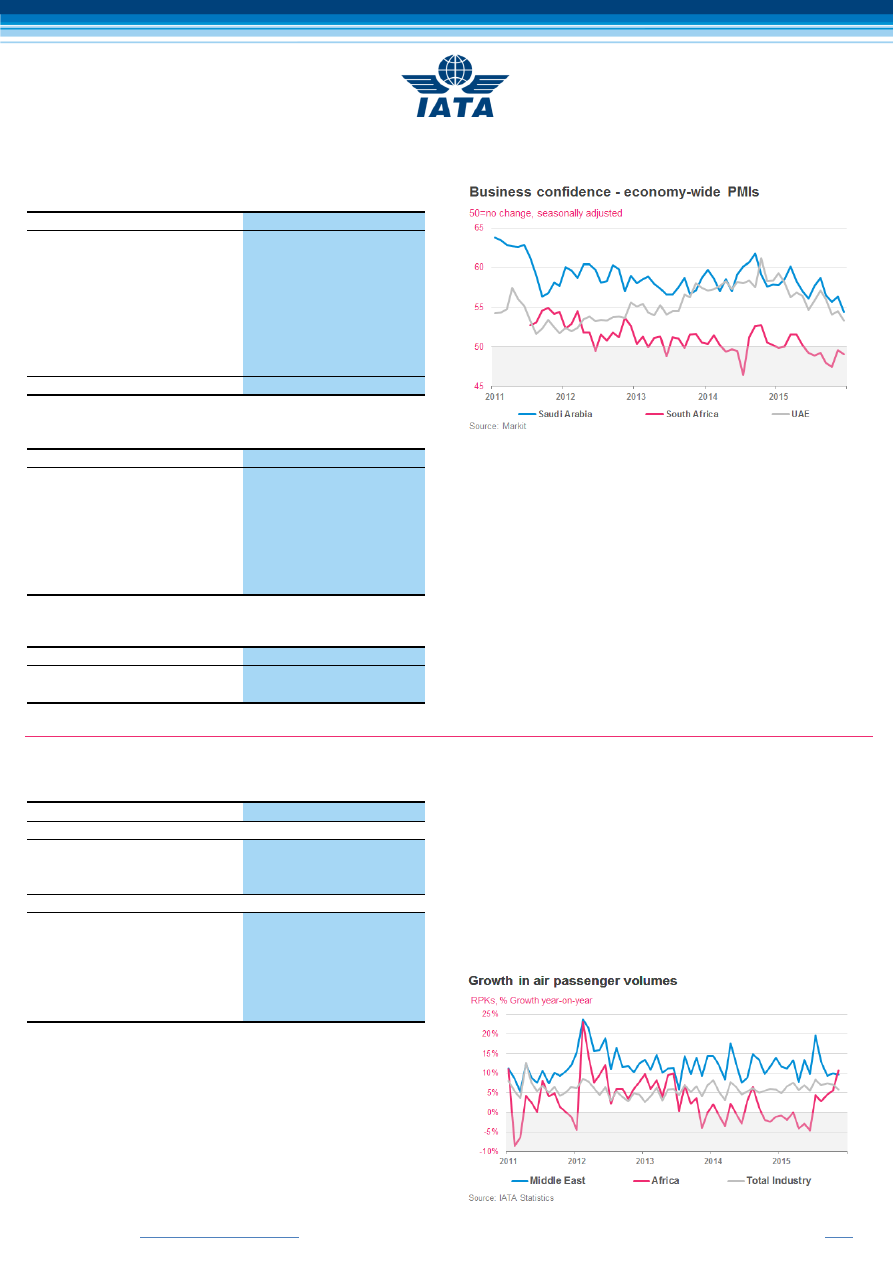 IATA
Business confidence - economy-wide PMIs
50=no change, seasonally adjusted
65
60
55
50
45
2011 2012 2013 2014 2015
Saudi Arabia South Africa UAE
Source: Markit
Growth in air passenger volumes
RPKs, % Growth year-on-year
25%
20%
15%
10%
5%
0%
-5%
-10%
2011 2012 2013 2014 2015
Middle East Africa Total Industry
Source: IATA Statistics